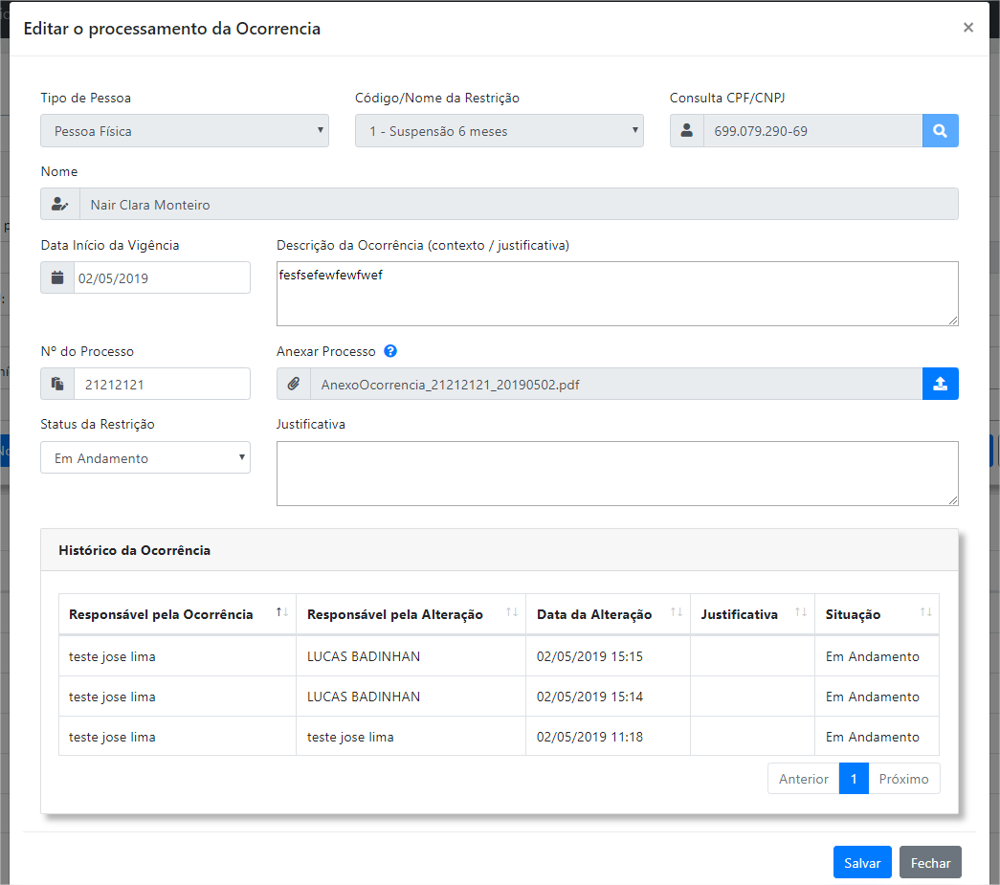 Editar o processamento da Ocorrencia
×
Tipo de Pessoa
Código/Nome da Restrição
Consulta CPF/CNPJ
Pessoa Física
1 - Suspensão 6 meses
699.079.290-69
Nome
Nair Clara Monteiro
Data Início da Vigência
Descrição da Ocorrência (contexto / justificativa)
02/05/2019
fesfsefewfewfwef
Nº do Processo
Anexar Processo ?
21212121
AnexoOcorrencia_21212121_20190502.pdf
Status da Restrição
Justificativa
Em Andamento
Histórico da Ocorrência
Responsável pela Ocorrência Responsável pela Alteração Data da Alteração Justificativa Situação
teste jose lima LUCAS BADINHAN 02/05/2019 15:15 Em Andamento
teste jose lima LUCAS BADINHAN 02/05/2019 15:14 Em Andamento
teste jose lima teste jose lima 02/05/2019 11:18 Em Andamento
Anterior 1 Próximo
Salvar Fechar